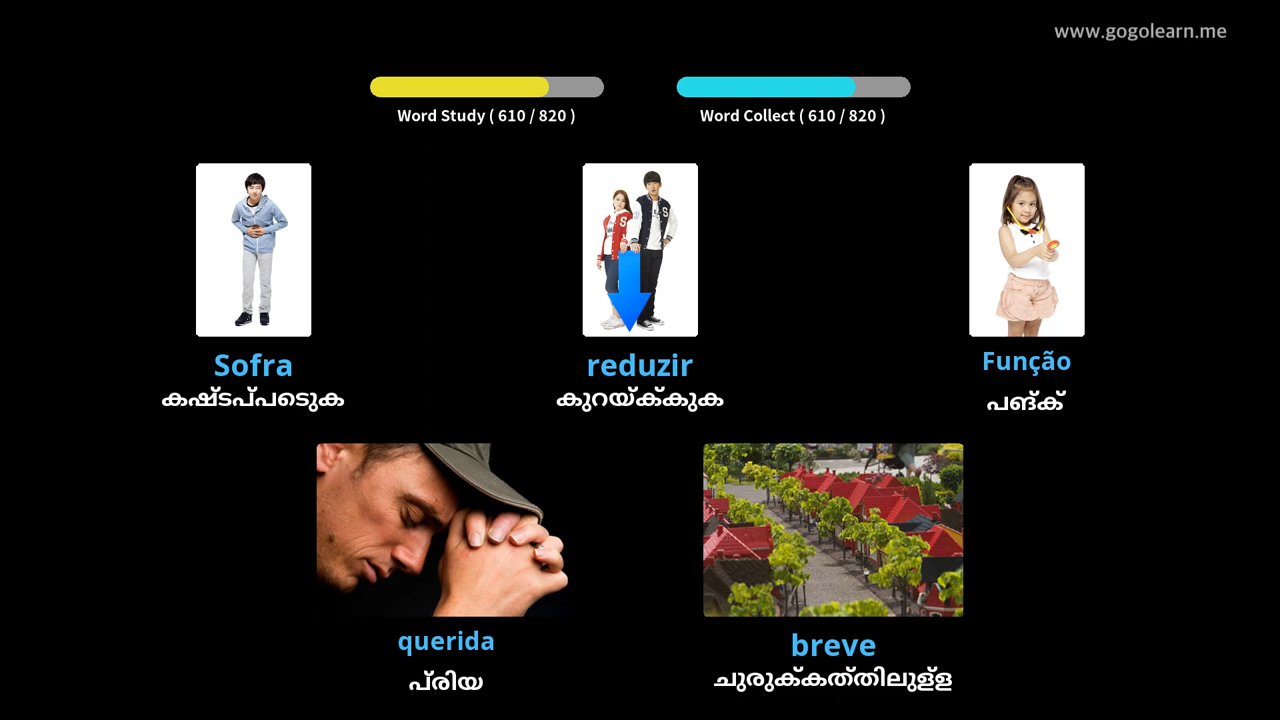 www.gogolearn.me
Word Study ( 610 / 820 )
Word Collect ( 610 / 820 )
Sofra
കഷ്ടപ്പടെുക
reduzir
കുറയ്ക്കുക
Função
പങ്ക്
querida
പ്രിയ
breve
ചുരുക്കത്തിലുള്ള